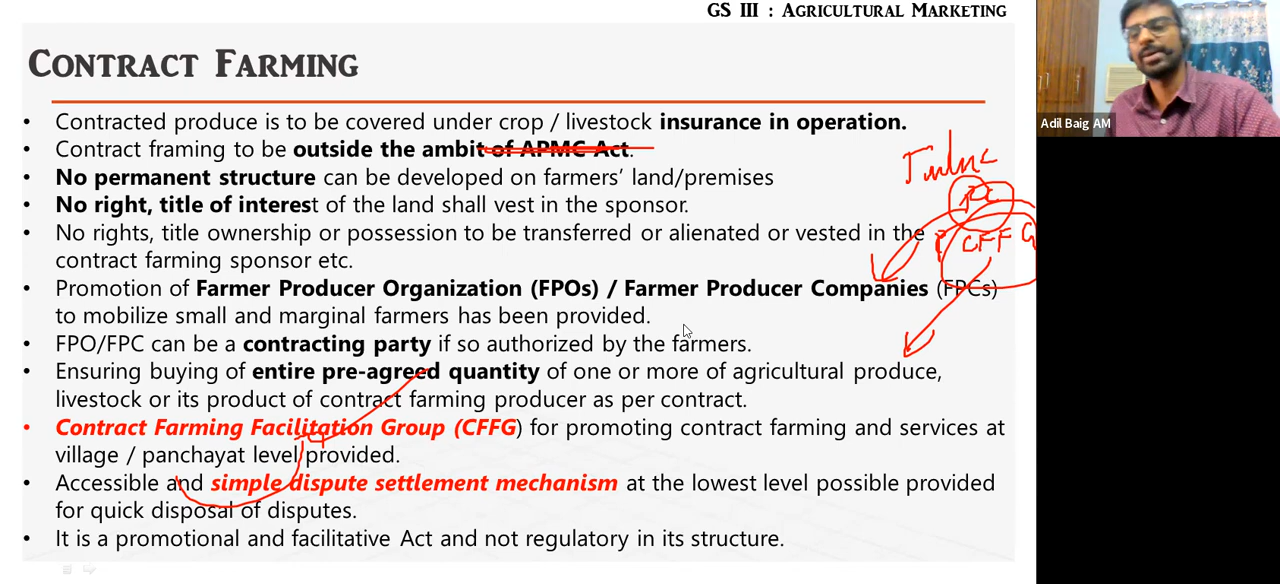 GS III : Agricultural Marketing
Contract Farming
Adil Baig AM
• Contracted produce is to be covered under crop / livestock insurance in operation.
• Contract framing to be outside the ambit of APMC Act.
• No permanent structure can be developed on farmers' land/premises
• No right, title of interest of the land shall vest in the sponsor.
• No rights, title ownership or possession to be transferred or alienated or vested in the
contract farming sponsor etc.
• Promotion of Farmer Producer Organization (FPOs) / Farmer Producer Companies (FPCs)
to mobilize small and marginal farmers has been provided.
• FPO/FPC can be a contracting party if so authorized by the farmers.
• Ensuring buying of entire pre-agreed quantity of one or more of agricultural produce,
livestock or its product of contract farming producer as per contract.
• Contract Farming Facilitation Group (CFFG) for promoting contract farming and services at
village / panchayat level provided.
• Accessible and simple dispute settlement mechanism at the lowest level possible provided
for quick disposal of disputes.
• It is a promotional and facilitative Act and not regulatory in its structure.
CFFG